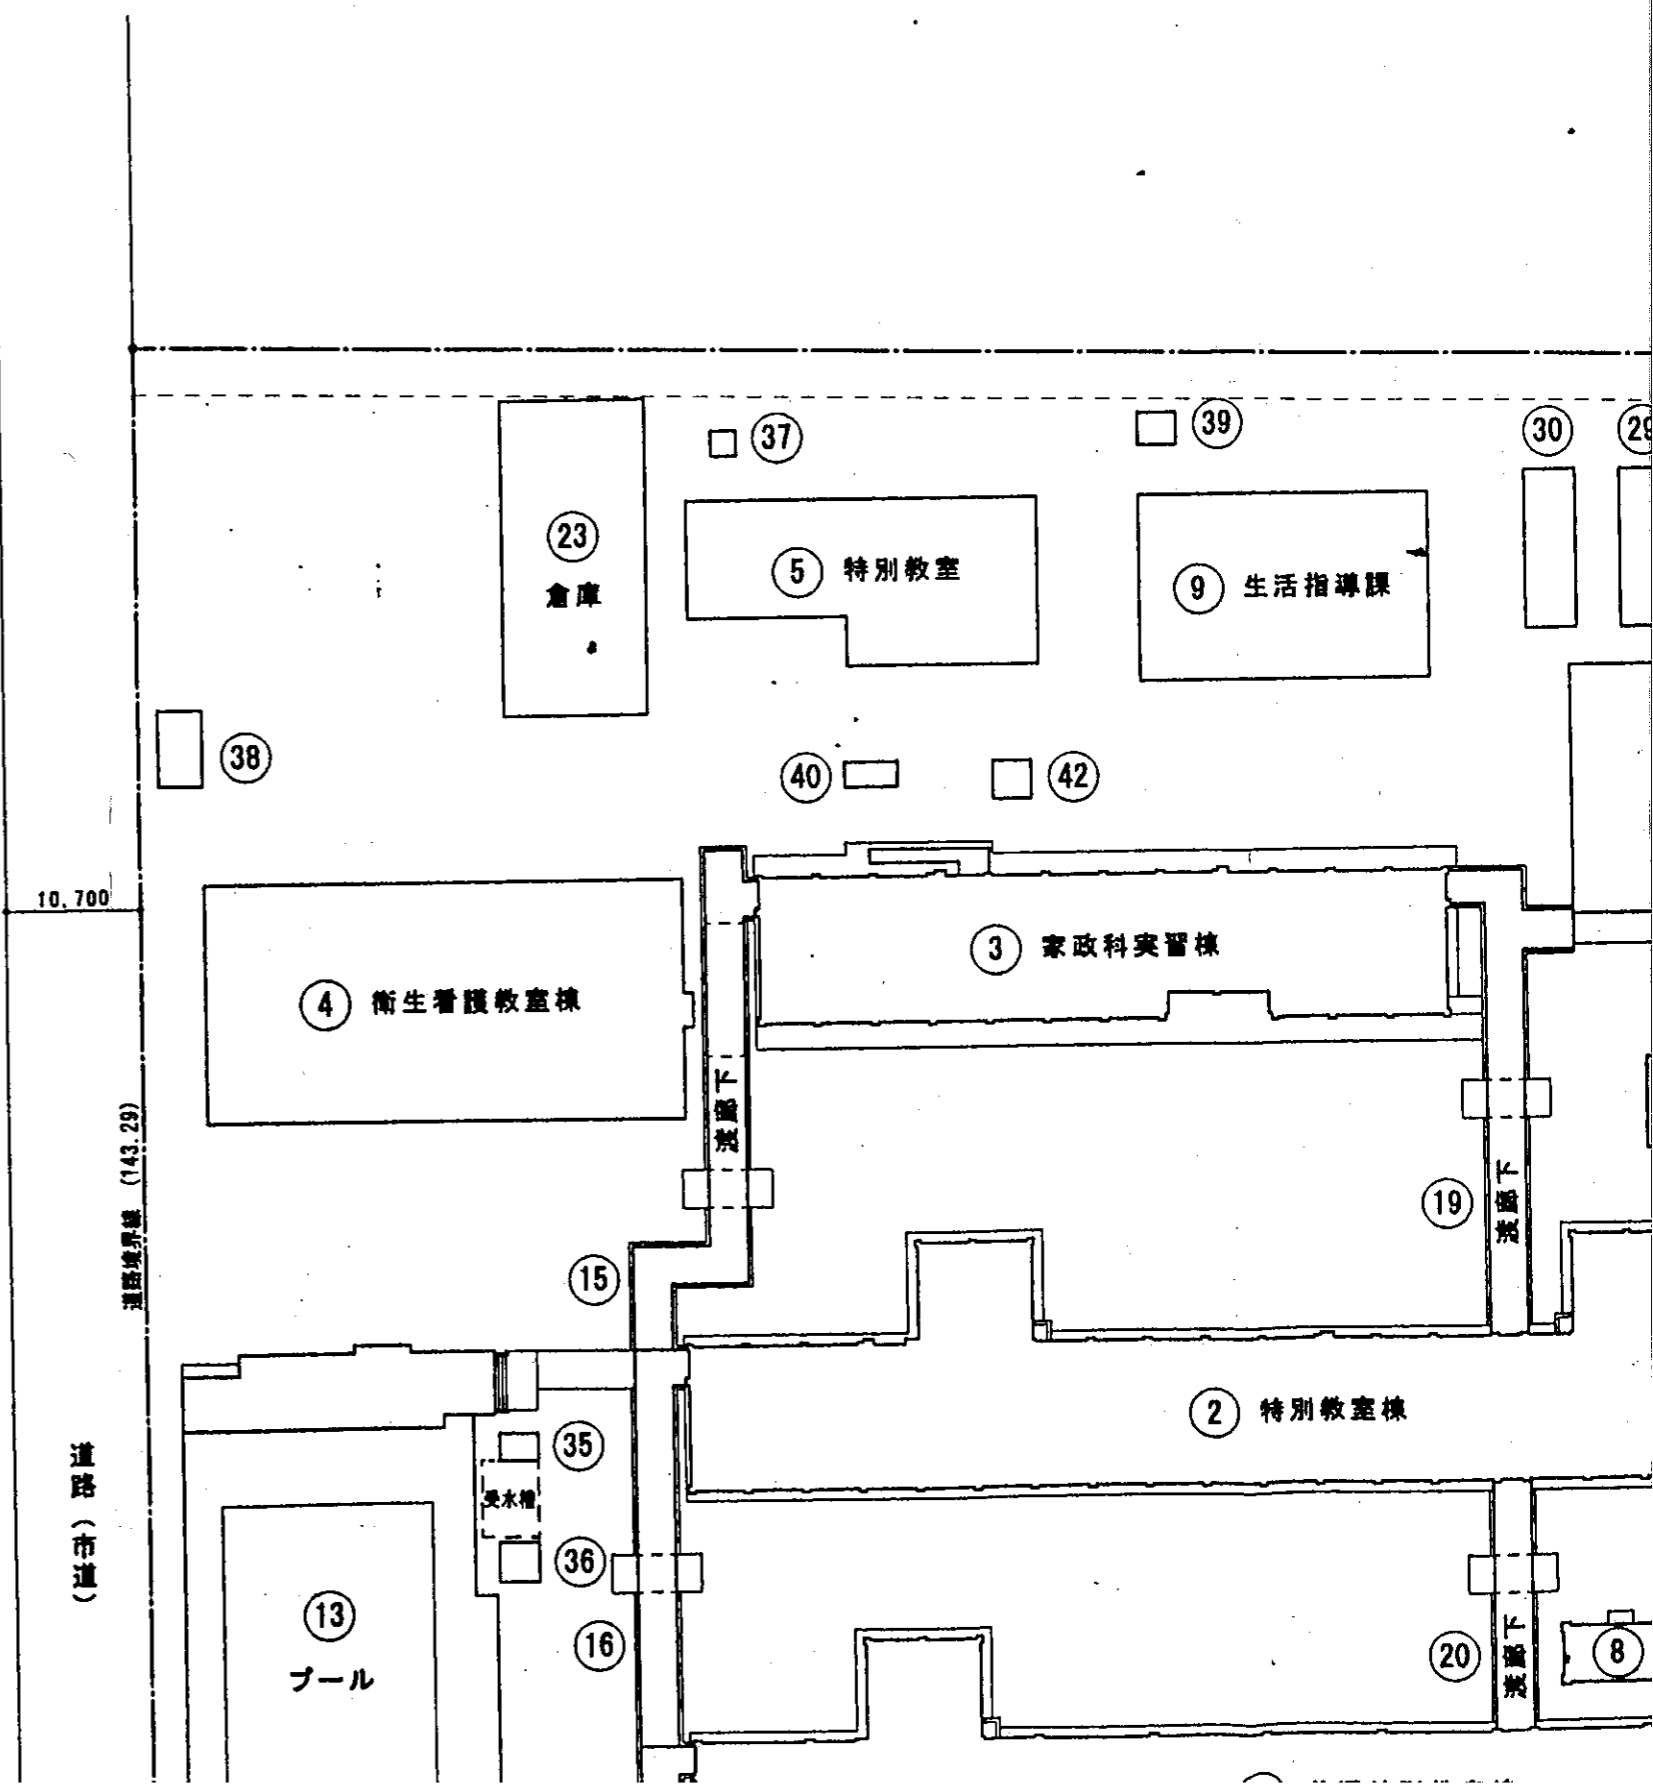 37
39
30
29
23
倉庫
5 特別教室
9 生活指導課
38
40
42
10,700
3 家政科実習棟
4 衛生看護教室棟
渡廊下
道路境界線 (143.29)
19
渡廊下
15
2 特別教室棟
35
受水槽
36
道路(市道)
13
プール
16
20
渡廊下
8